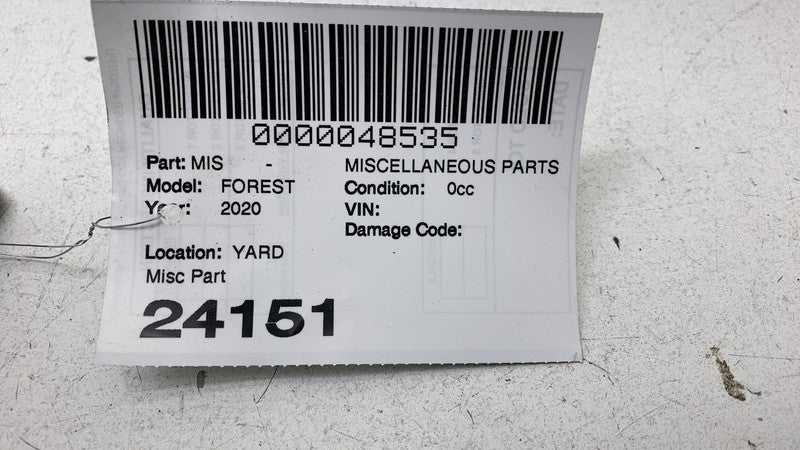 0000048535
Part: MIS - MISCELLANEOUS PARTS
Model: FOREST Condition: 0cc
Year: 2020 VIN:
Damage Code:
Location: YARD
Misc Part
24151